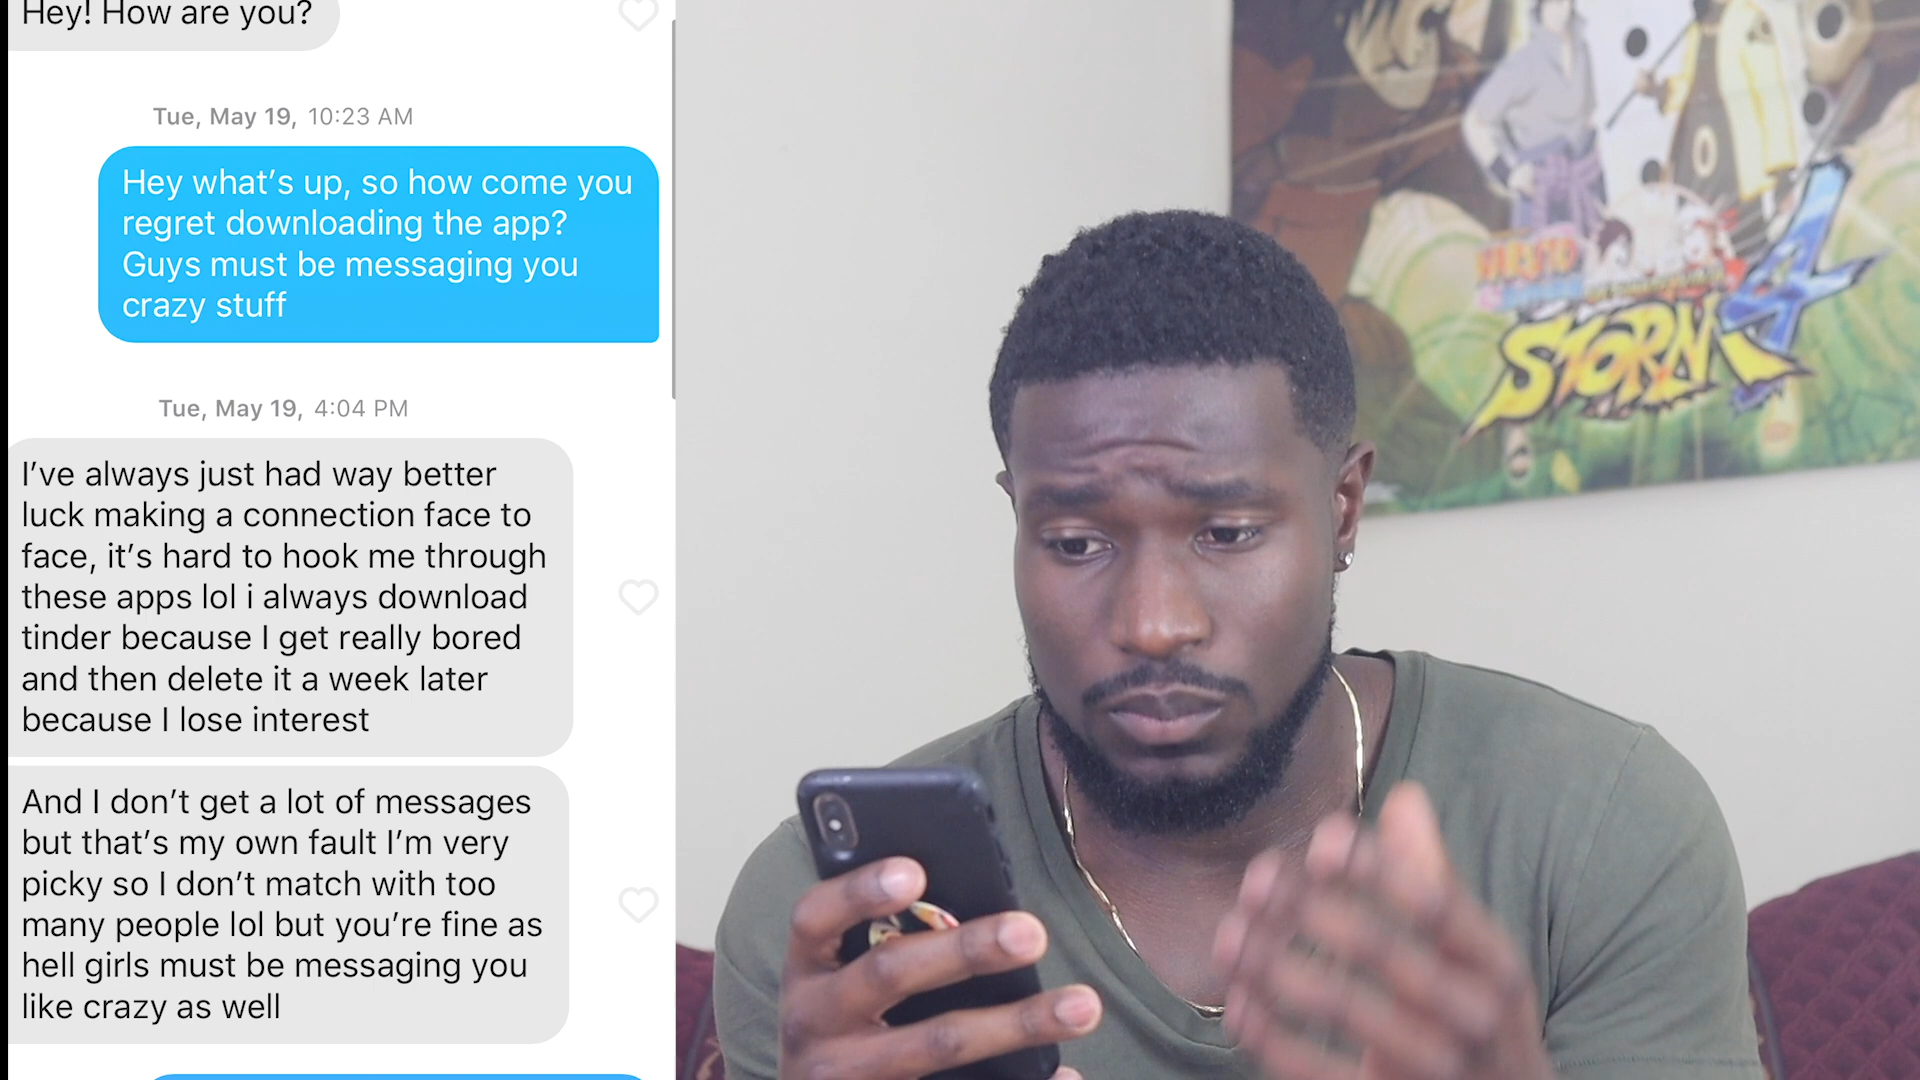 Hey! How are you?
Tue, May 19, 10:23 AM
Hey what's up, so how come you
regret downloading the app?
Guys must be messaging you
crazy stuff
Tue, May 19, 4:04 PM
I've always just had way better
luck making a connection face to
face, it's hard to hook me through
these apps lol i always download
tinder because I get really bored
and then delete it a week later
because I lose interest
And I don't get a lot of messages
but that's my own fault I'm very
picky so I don't match with too
many people lol but you're fine as
hell girls must be messaging you
like crazy as well
STORM 4